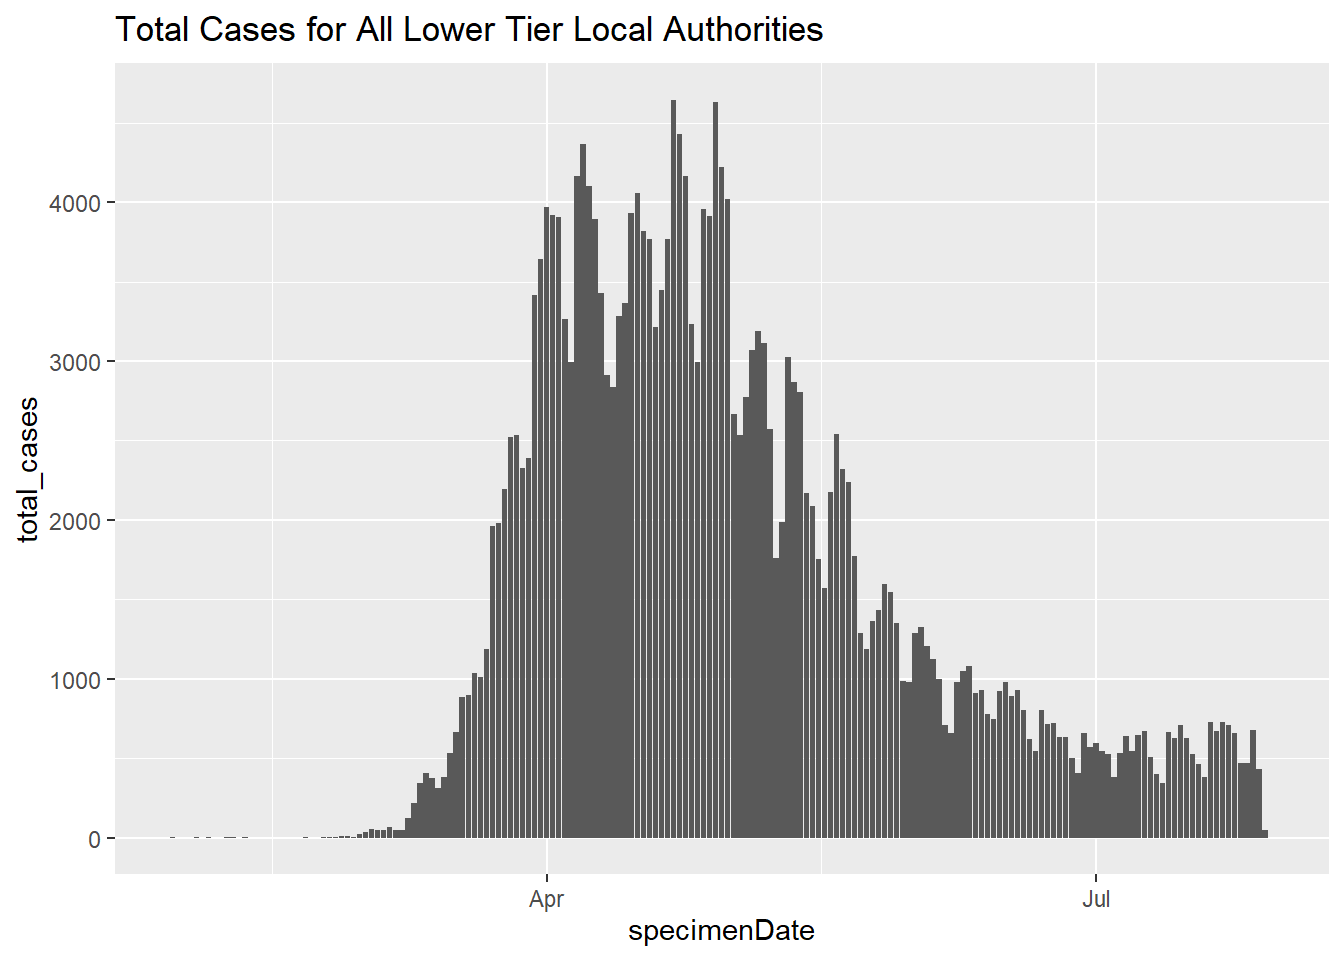 Total Cases for All Lower Tier Local Authorities
total_cases
4000
3000
2000
1000
0
Apr
Jul
specimenDate